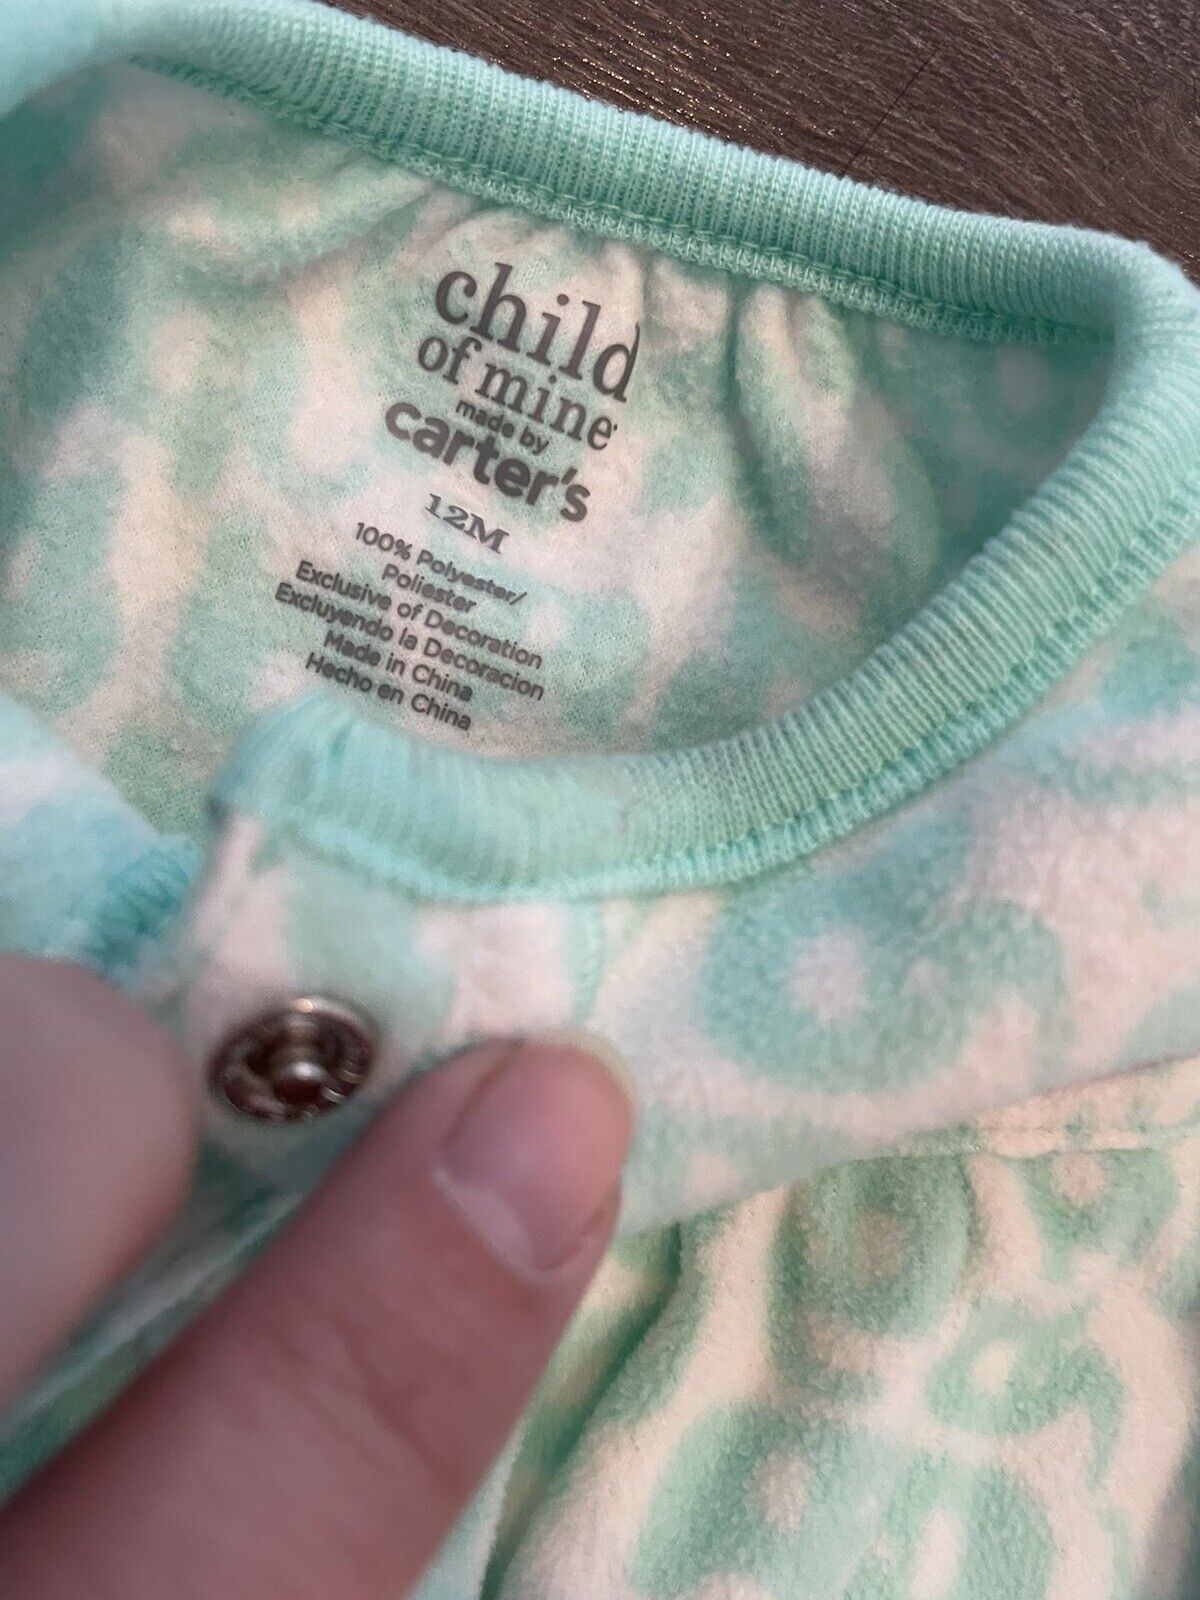 child
of mine
made by
carter's
12M
100% Polyester/
Poliester
Exclusive of Decoration
Excluyendo la Decoracion
Made in China
Hecho en China